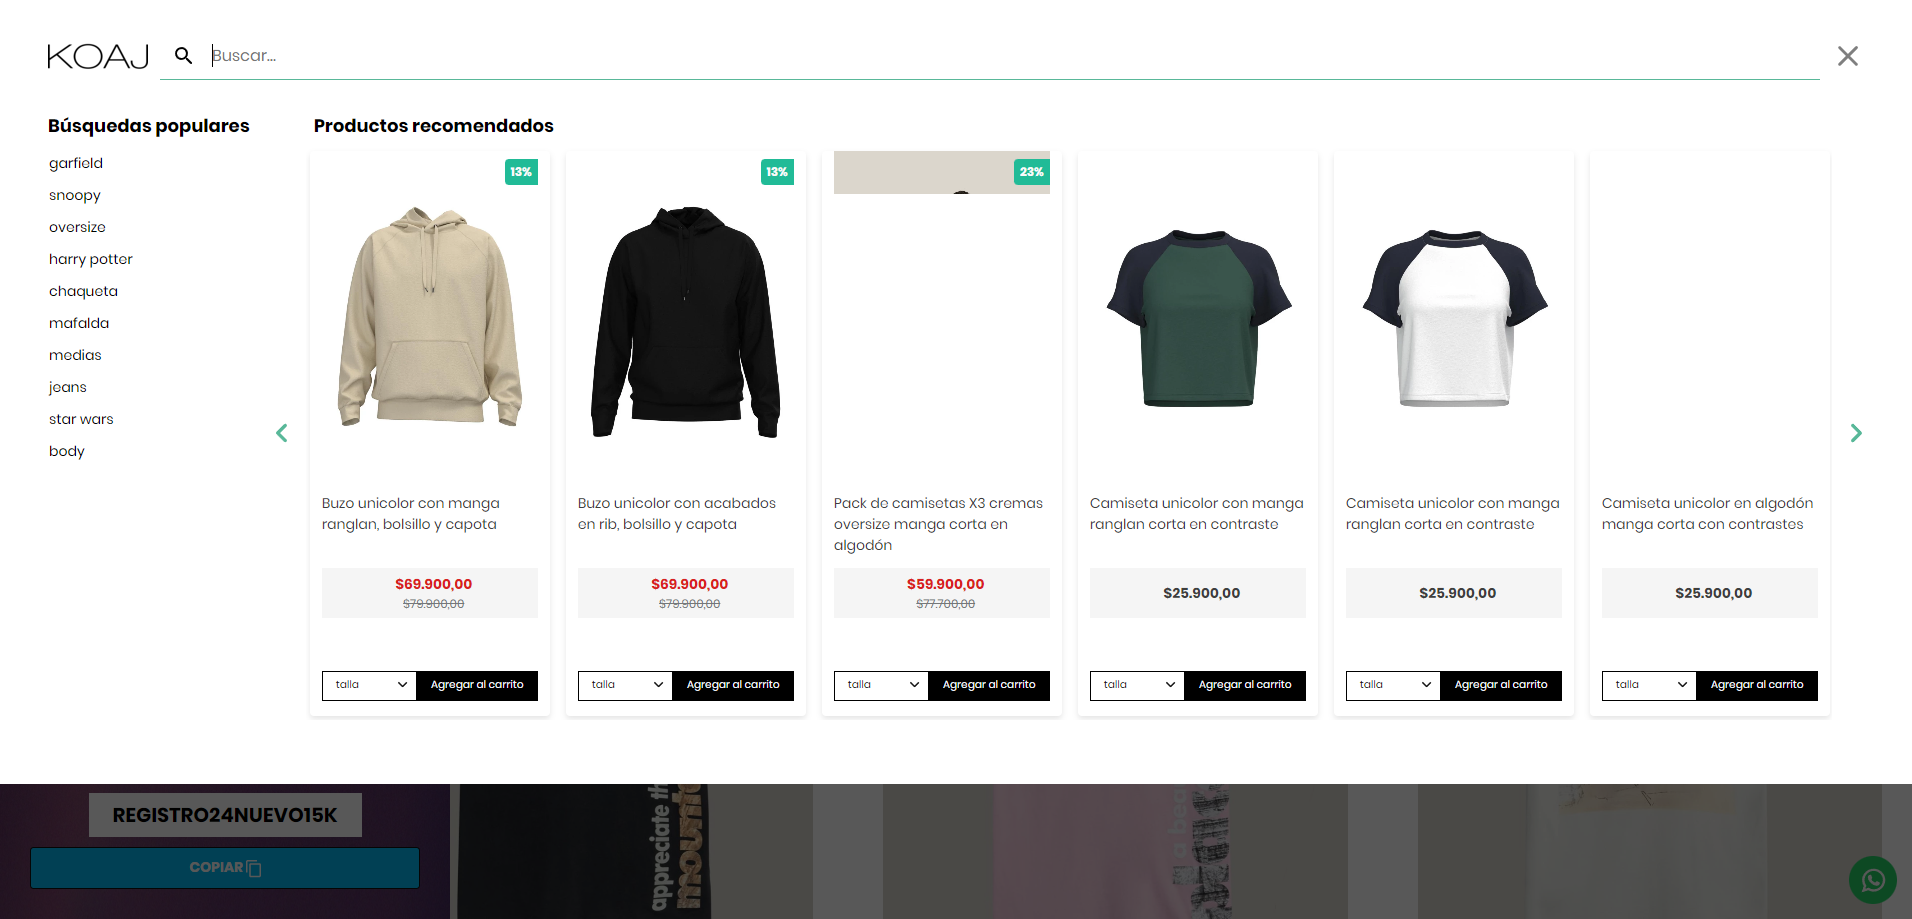 KOAJ
Buscar...
Búsquedas populares
garfield
snoopy
oversize
harry potter
chaqueta
mafalda
medias
jeans
star wars
body
Productos recomendados
13%
Buzo unicolor con manga
ranglan, bolsillo y capota
$69.900,00
$79.900,00
talla
Agregar al carrito
13%
Buzo unicolor con acabados
en rib, bolsillo y capota
$69.900,00
$79.900,00
talla
Agregar al carrito
23%
Pack de camisetas X3 cremas
oversize manga corta en
algodón
$59.900,00
$77.700,00
talla
Agregar al carrito
Camiseta unicolor con manga
ranglan corta en contraste
$25.900,00
talla
Agregar al carrito
Camiseta unicolor con manga
ranglan corta en contraste
$25.900,00
talla
Agregar al carrito
Camiseta unicolor en algodón
manga corta con contrastes
$25.900,00
talla
Agregar al carrito
REGISTRO24NUEVO15K
COPIAR
appreciate